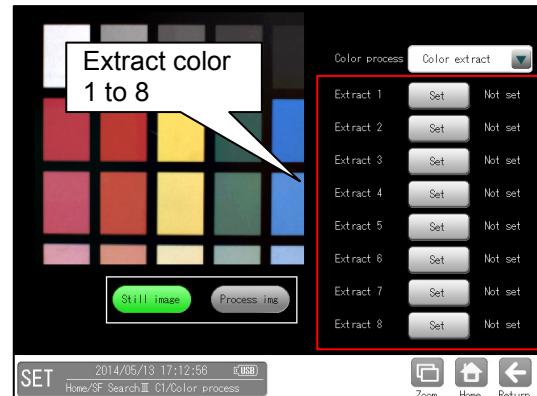 Extract color
1 to 8
Color process Color extract
Extract 1 Set Not set
Extract 2 Set Not set
Extract 3 Set Not set
Extract 4 Set Not set
Extract 5 Set Not set
Extract 6 Set Not set
Extract 7 Set Not set
Extract 8 Set Not set
Still image Process img
SET
2014/05/13 17:12:56 USB
Home/SF SearchⅢ C1/Color process
Zoom Home Return